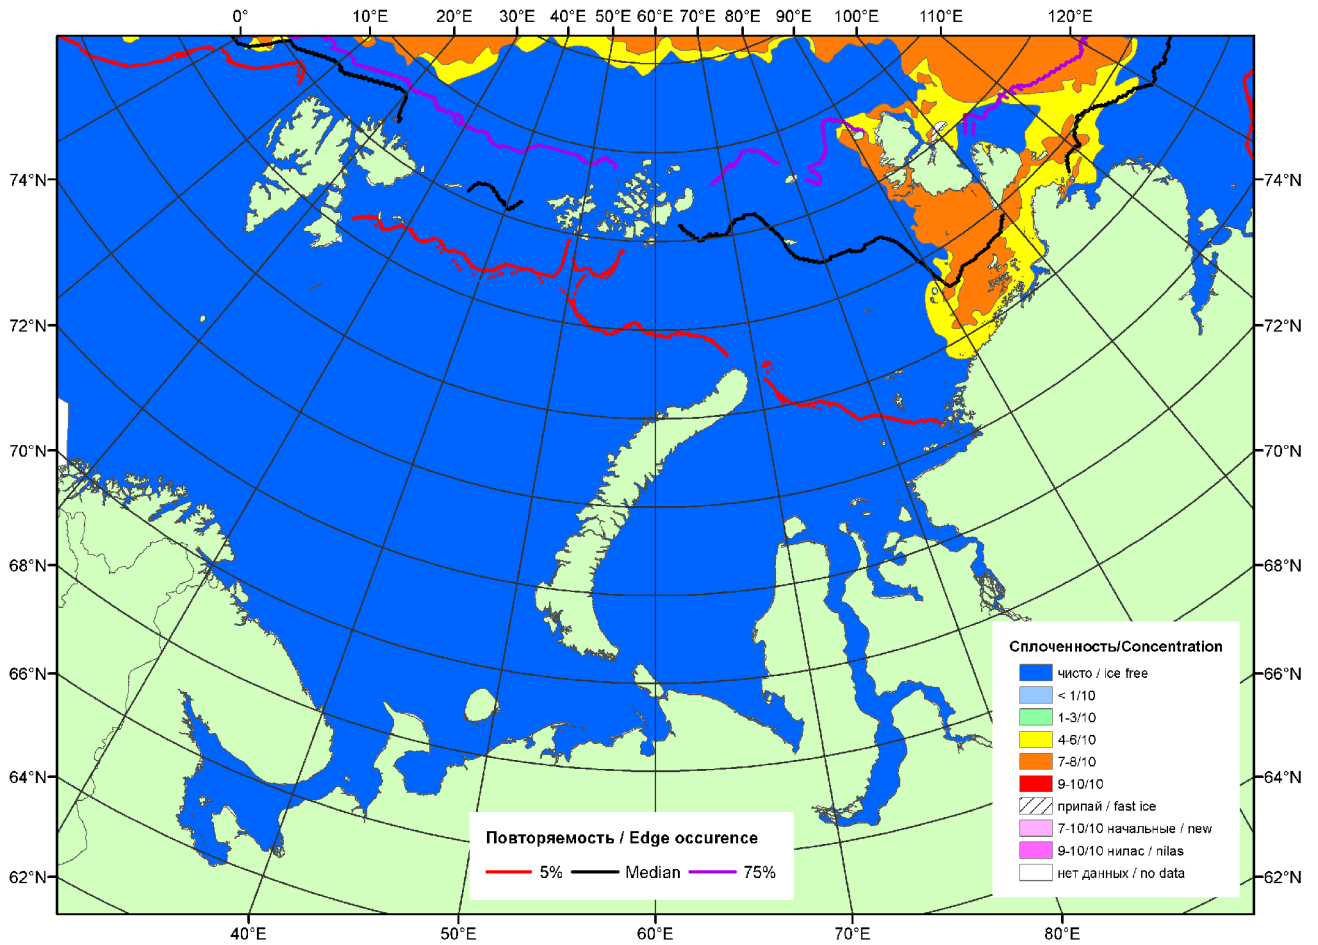 0° 10°E 20°E 30°E 40°E 50°E 60°E 70°E 80°E 90°E 100°E 110°E 120°E
74°N 74°N
72°N 72°N
70°N 70°N
68°N 68°N
66°N 66°N
64°N 64°N
62°N 62°N
Сплоченность/Concentration
чисто / ice free
< 1/10
1-3/10
4-6/10
7-8/10
9-10/10
припай / fast ice
7-10/10 начальные / new
9-10/10 нилас / nilas
нет данных / no data
Повторяемость / Edge occurence
5% Median 75%
40°E 50°E 60°E 70°E 80°E